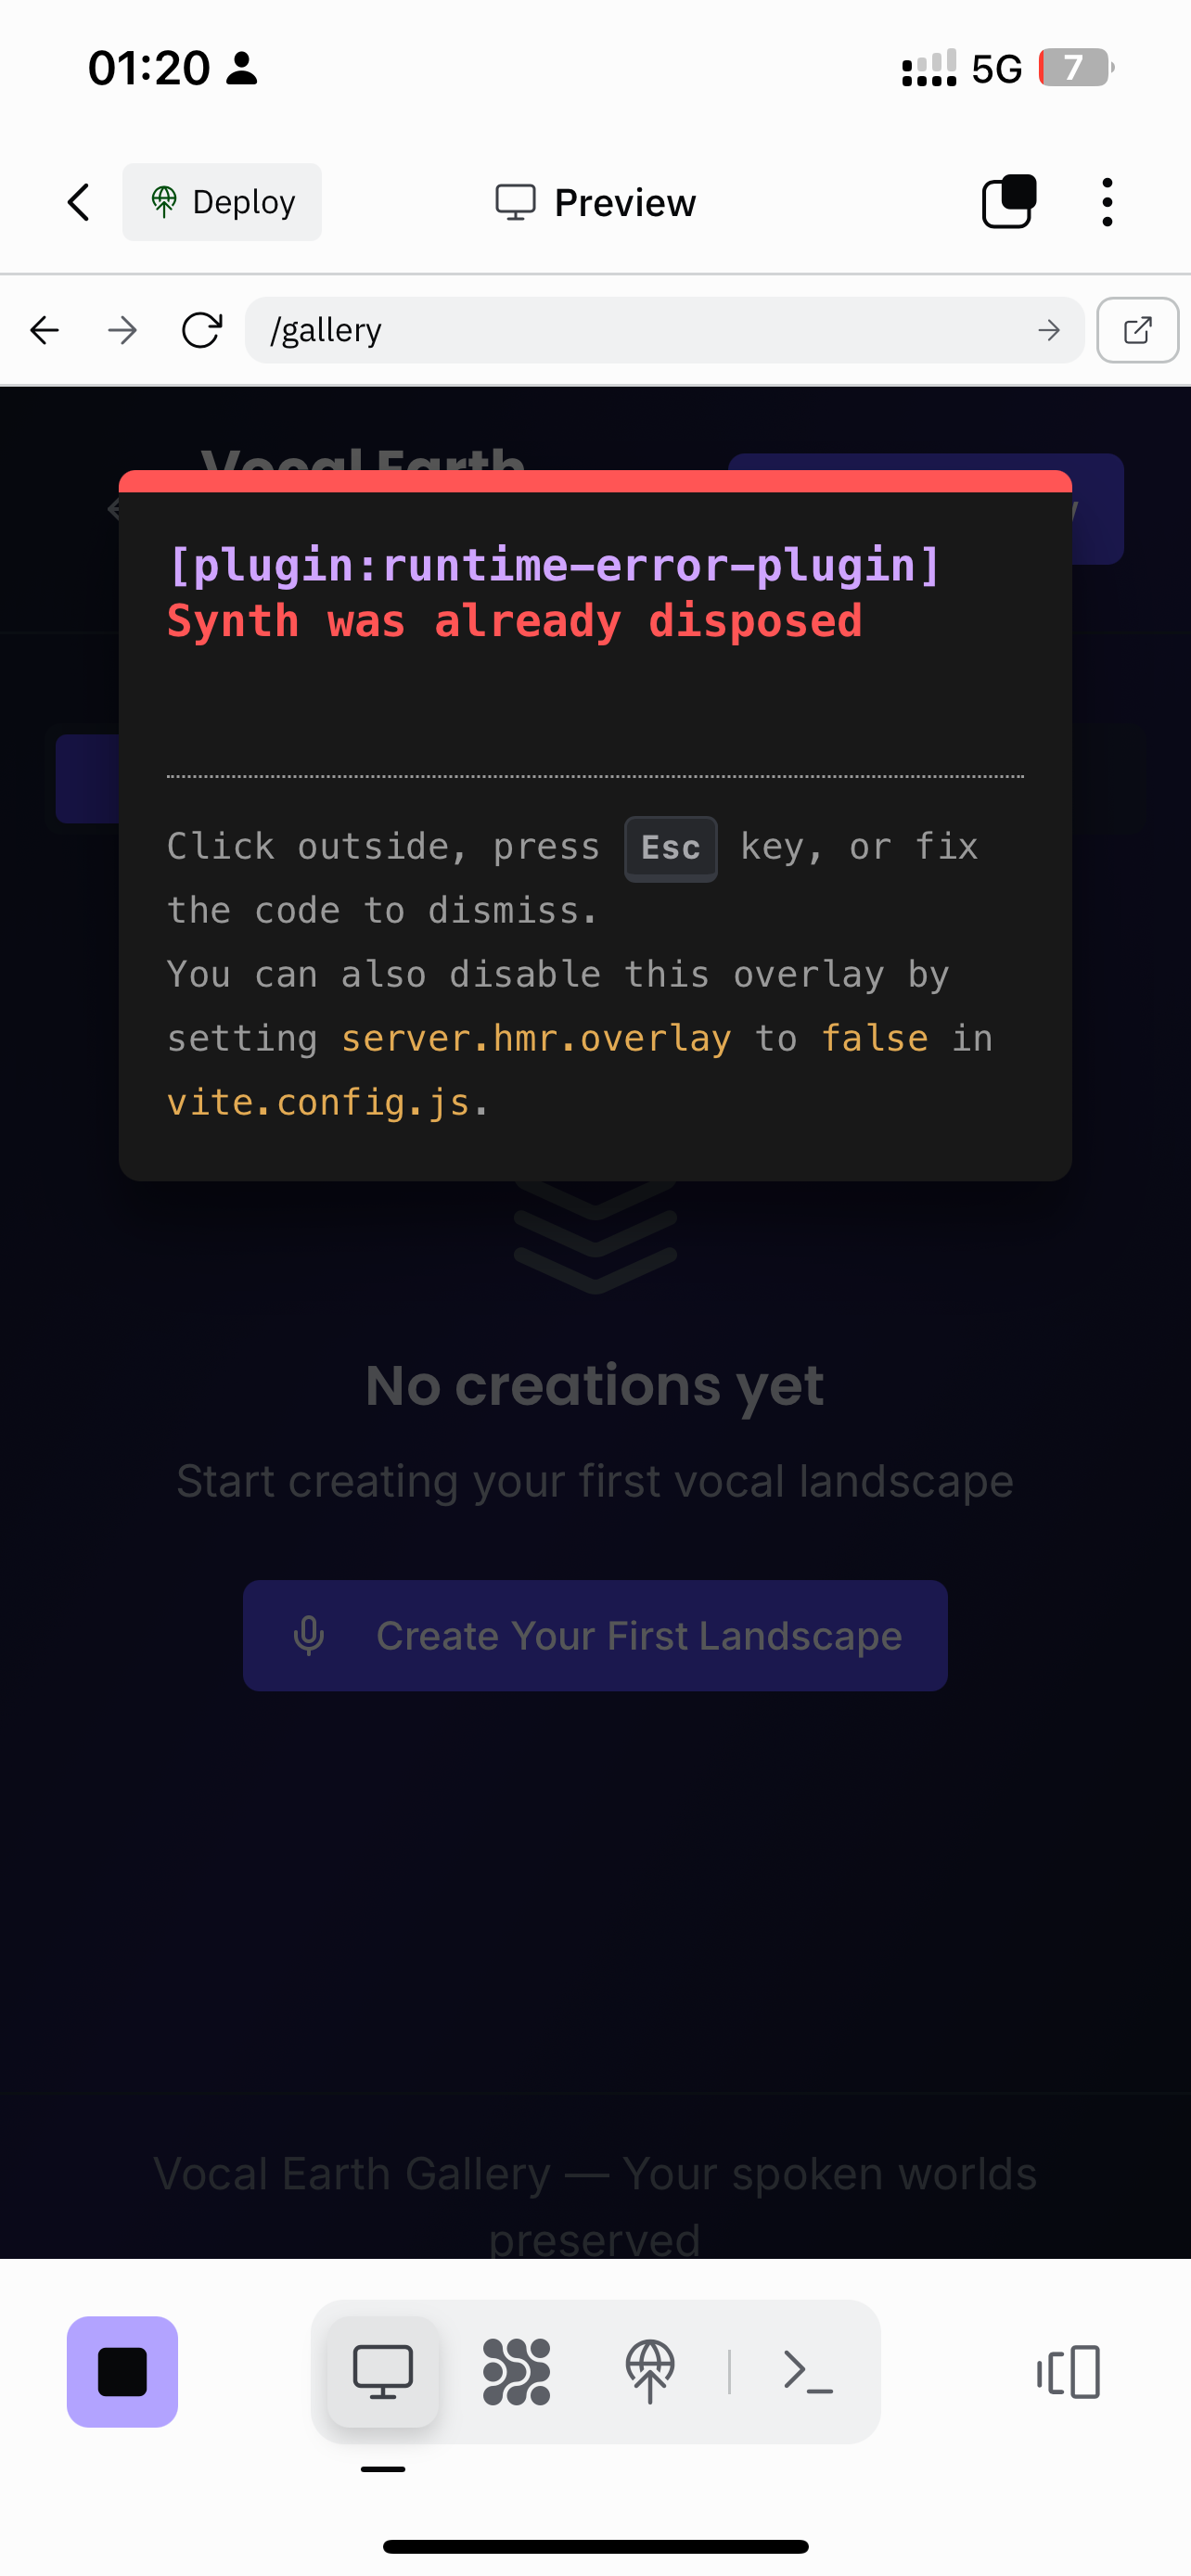 01:20
5G
7
Deploy
Preview
/gallery
Vocal Earth
[plugin:runtime-error-plugin]
Synth was already disposed
Click outside, press Esc key, or fix
the code to dismiss.
You can also disable this overlay by
setting server.hmr.overlay to false in
vite.config.js.
No creations yet
Start creating your first vocal landscape
Create Your First Landscape
Vocal Earth Gallery — Your spoken worlds
preserved